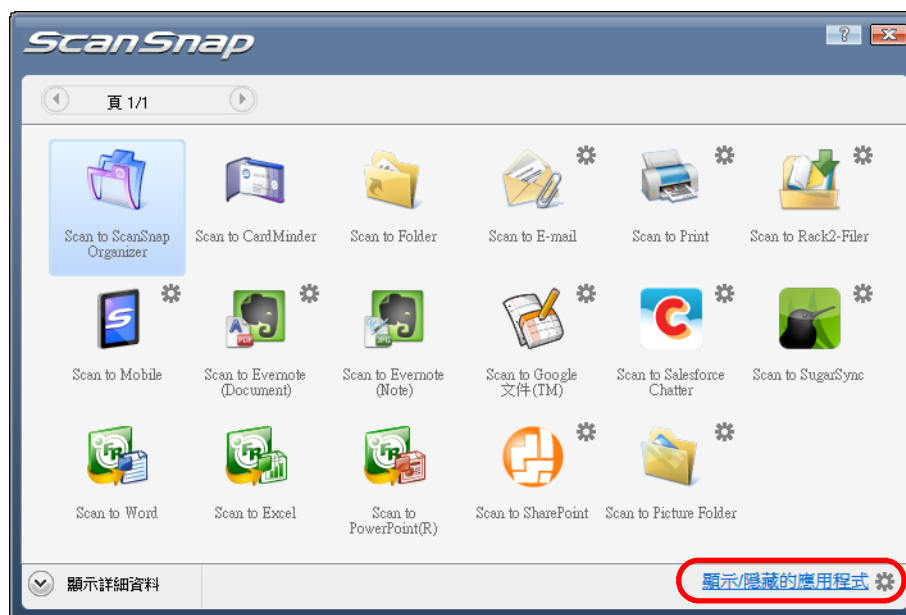 ScanSnap
?
頁 1/1
Scan to ScanSnap
Organizer
Scan to CardMinder
Scan to Folder
Scan to E-mail
Scan to Print
Scan to Rack2-Filer
Scan to Mobile
Scan to Evernote
(Document)
Scan to Evernote
(Note)
Scan to Google
文件(TM)
Scan to Salesforce
Chatter
Scan to SugarSync
Scan to Word
Scan to Excel
Scan to
PowerPoint(R)
Scan to SharePoint
Scan to Picture Folder
顯示詳細資料
顯示/隱藏的應用程式